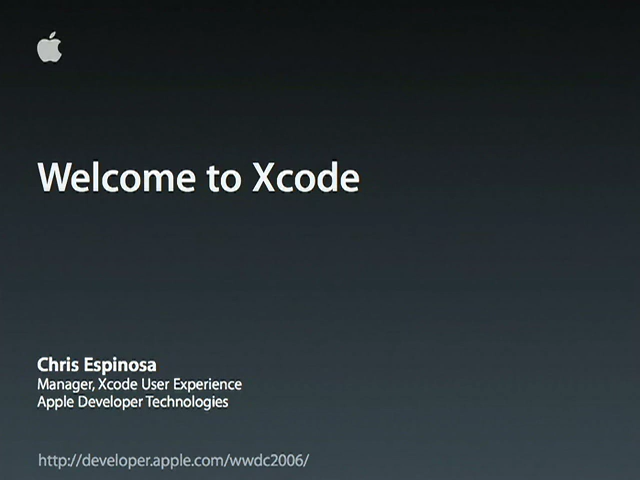 Welcome to Xcode
Chris Espinosa
Manager, Xcode User Experience
Apple Developer Technologies
http://developer.apple.com/wwdc2006/